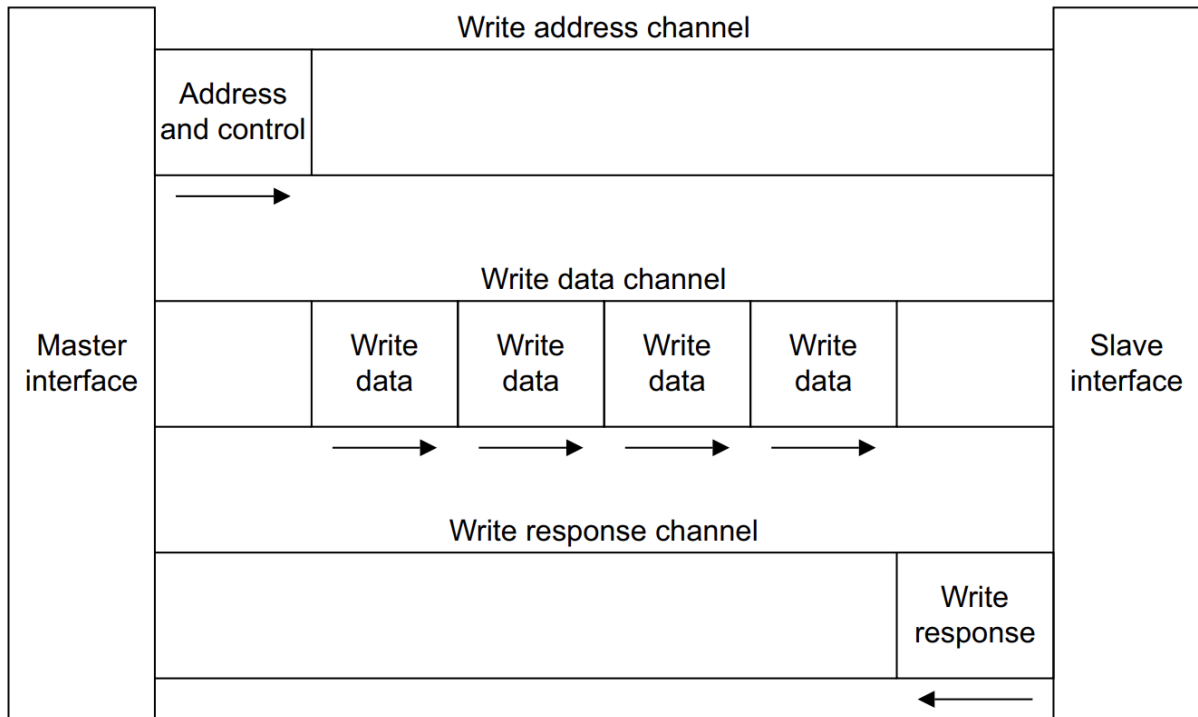 Write address channel
Address
and control
Write data channel
Master
interface
Write
data
Write
data
Write
data
Write
data
Slave
interface
Write response channel
Write
response